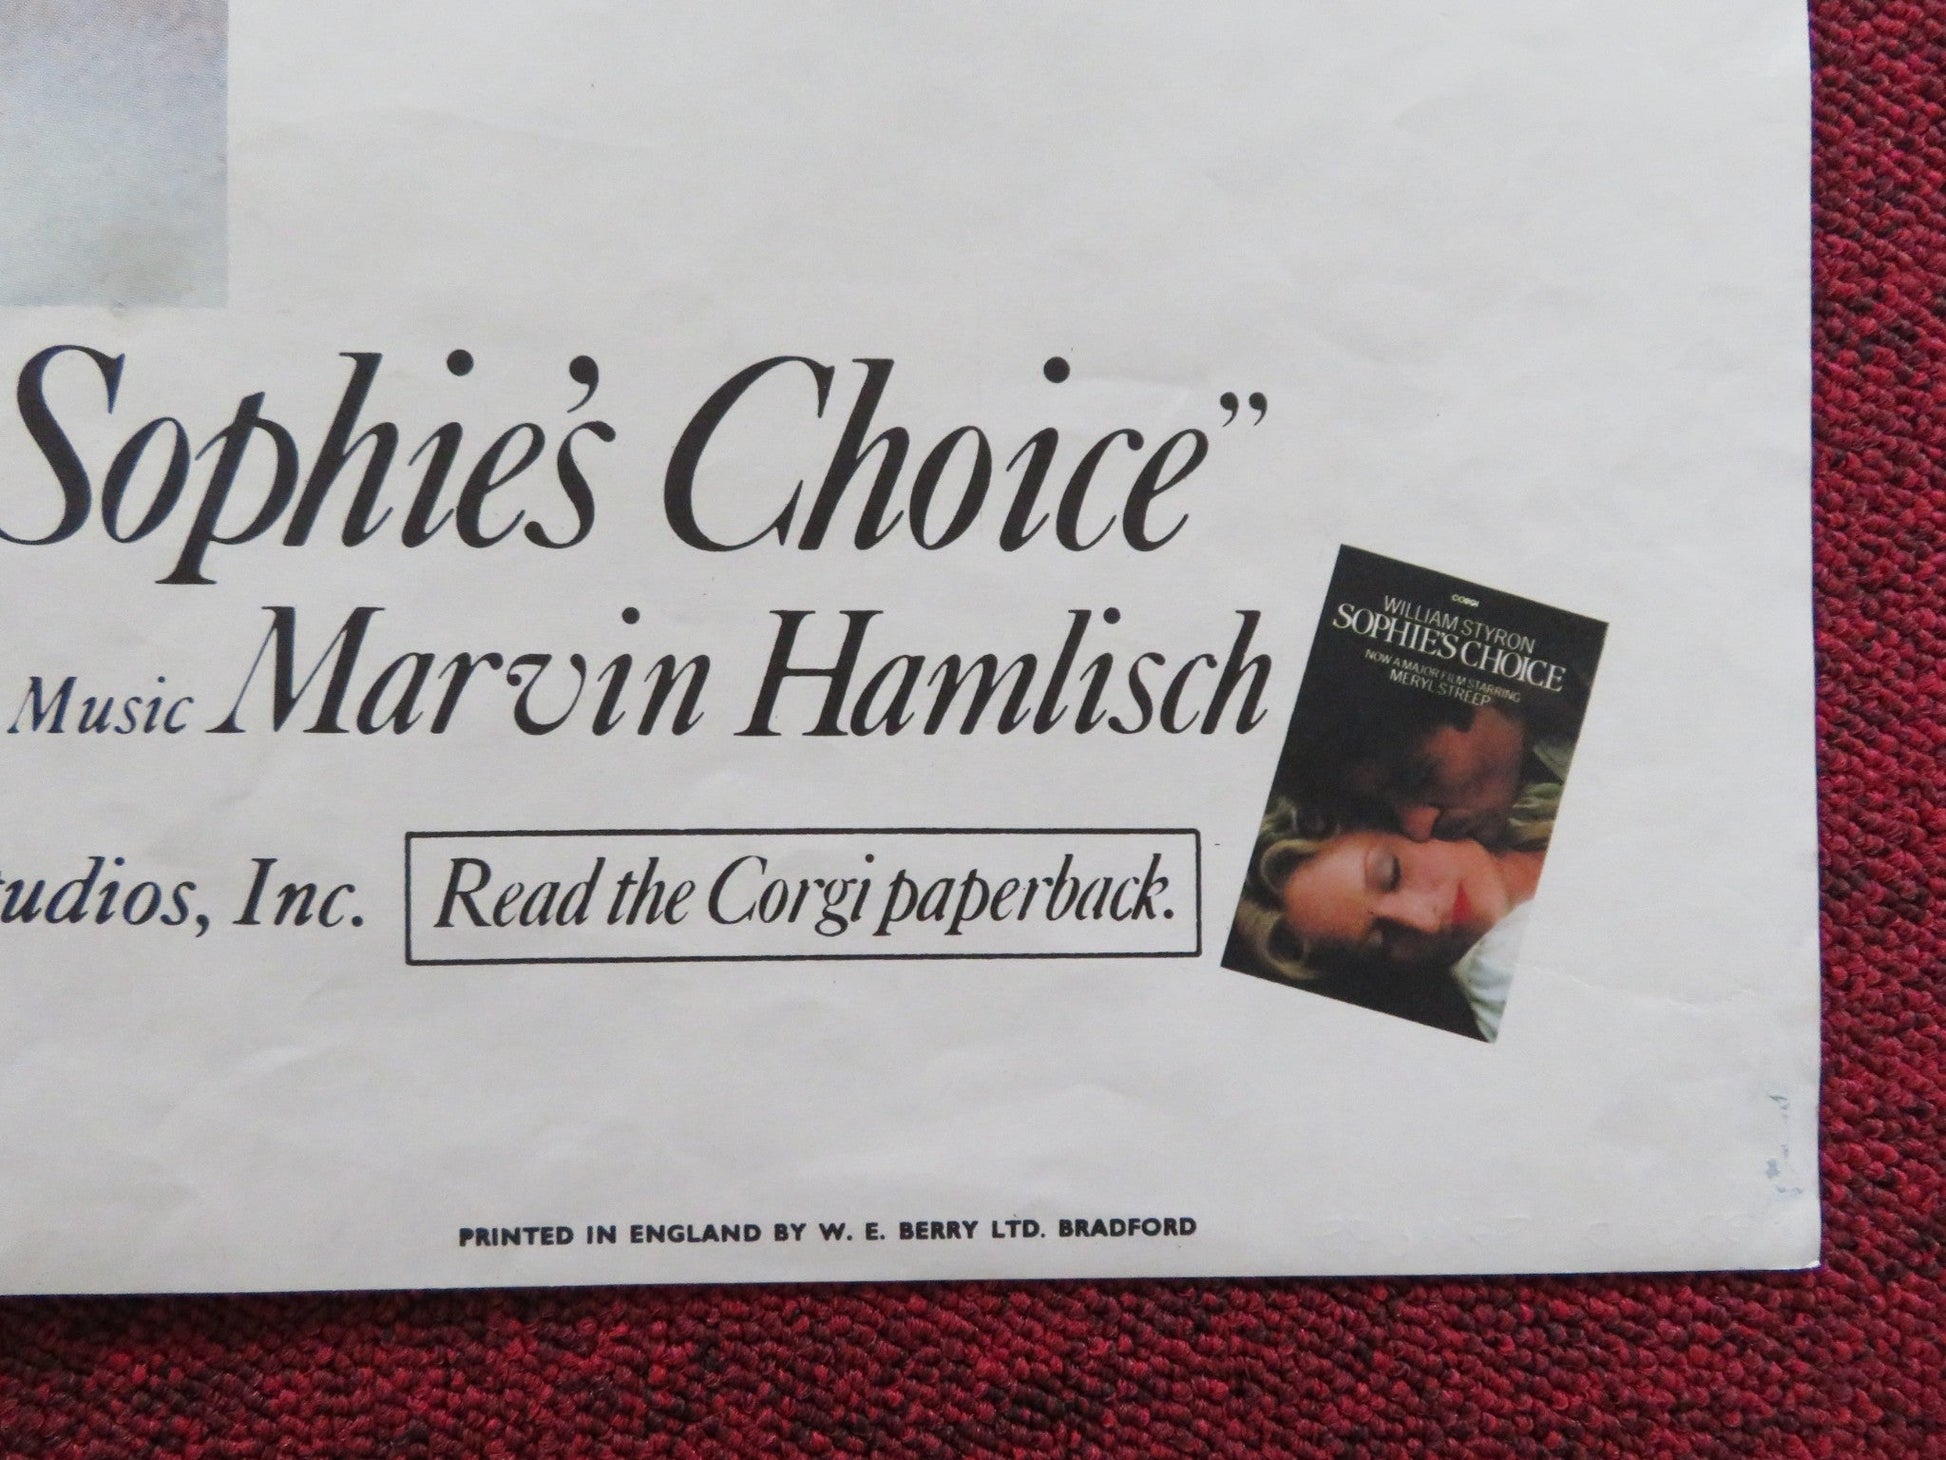 Sophie's Choice”
Music Marvin Hamlisch
tudios, Inc.
Read the Corgi paperback.
CORGI
WILLIAM STYRON
SOPHIE'S CHOICE
NOW A MAJOR FILM STARRING
MERYL STREEP
PRINTED IN ENGLAND BY W. E. BERRY LTD. BRADFORD